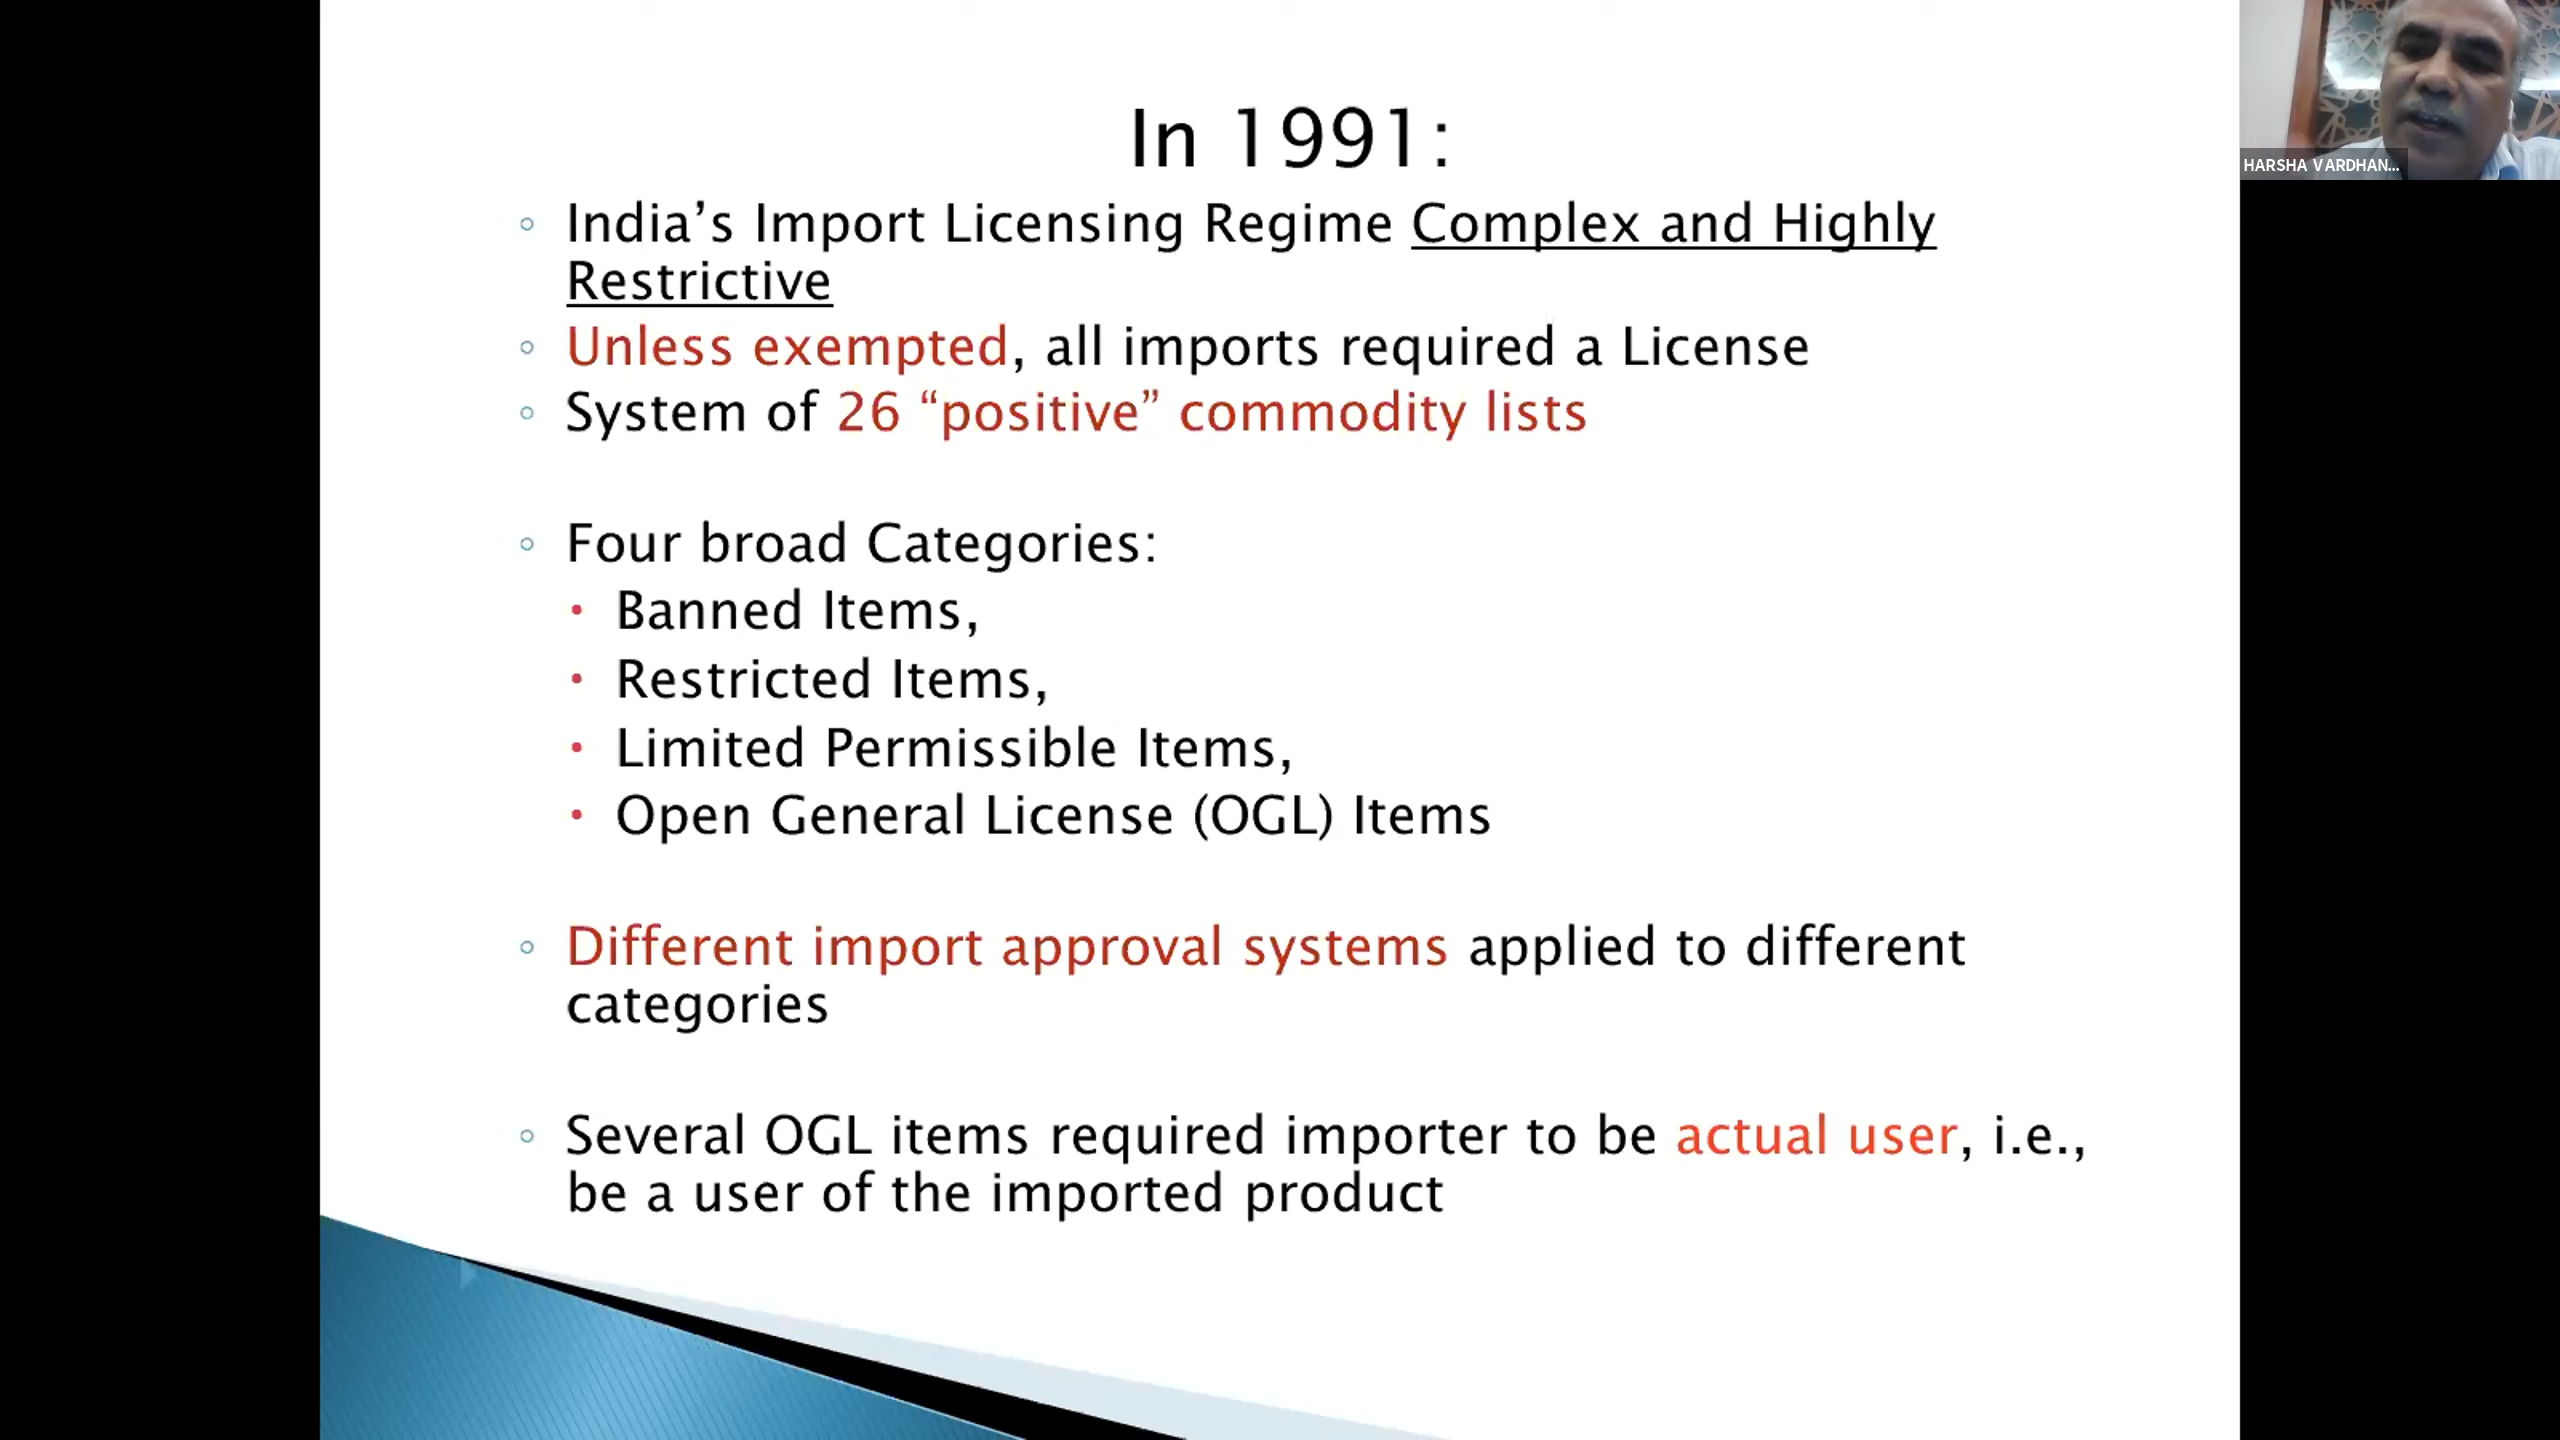 In 1991:
India’s Import Licensing Regime Complex and Highly
Restrictive
Unless exempted, all imports required a License
System of 26 “positive” commodity lists
Four broad Categories:
Banned Items,
Restricted Items,
Limited Permissible Items,
Open General License (OGL) Items
Different import approval systems applied to different
categories
Several OGL items required importer to be actual user, i.e.,
be a user of the imported product
HARSHA VARDHAN...